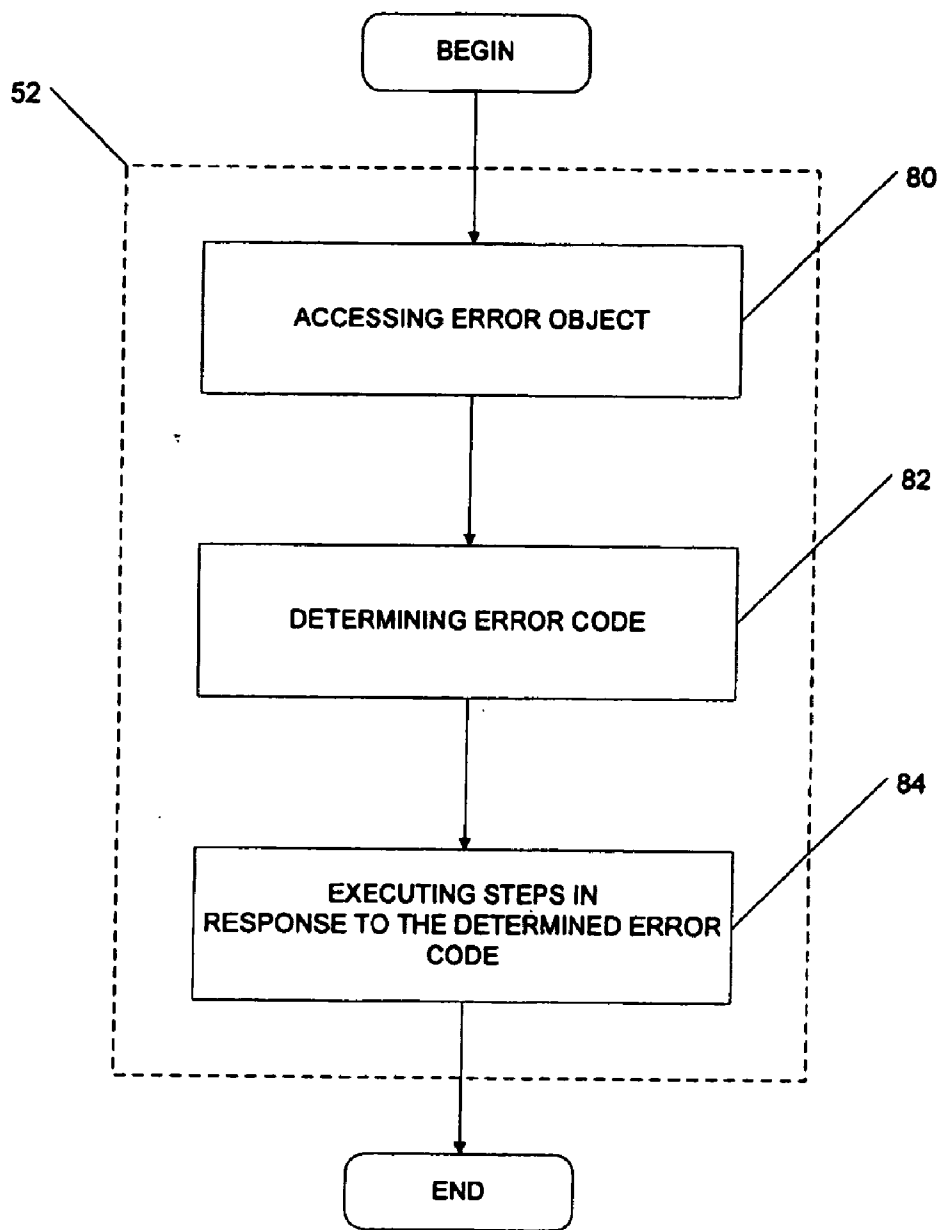 BEGIN
52
80
ACCESSING ERROR OBJECT
82
DETERMINING ERROR CODE
84
EXECUTING STEPS IN
RESPONSE TO THE DETERMINED ERROR
CODE
END